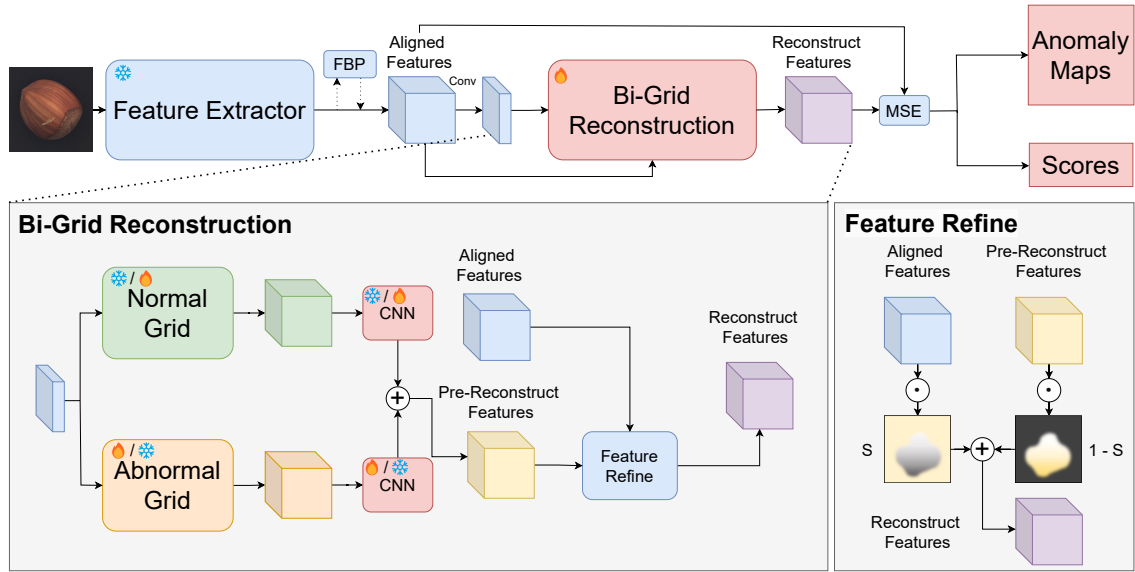 Feature Extractor
FBP
Aligned
Features
Conv
Bi-Grid
Reconstruction
Reconstruct
Features
MSE
Anomaly
Maps
Scores
Bi-Grid Reconstruction
Normal
Grid
/
CNN
/
Aligned
Features
Reconstruct
Features
Pre-Reconstruct
Features
Abnormal
Grid
/
CNN
/
Feature
Refine
Feature Refine
Aligned
Features
Pre-Reconstruct
Features
S
1 - S
Reconstruct
Features